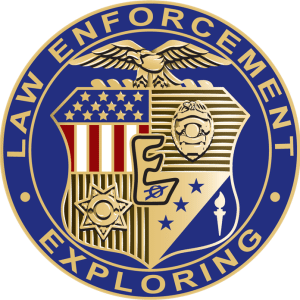 · LAW ENFORCEMENT ·
EXPLORING
E